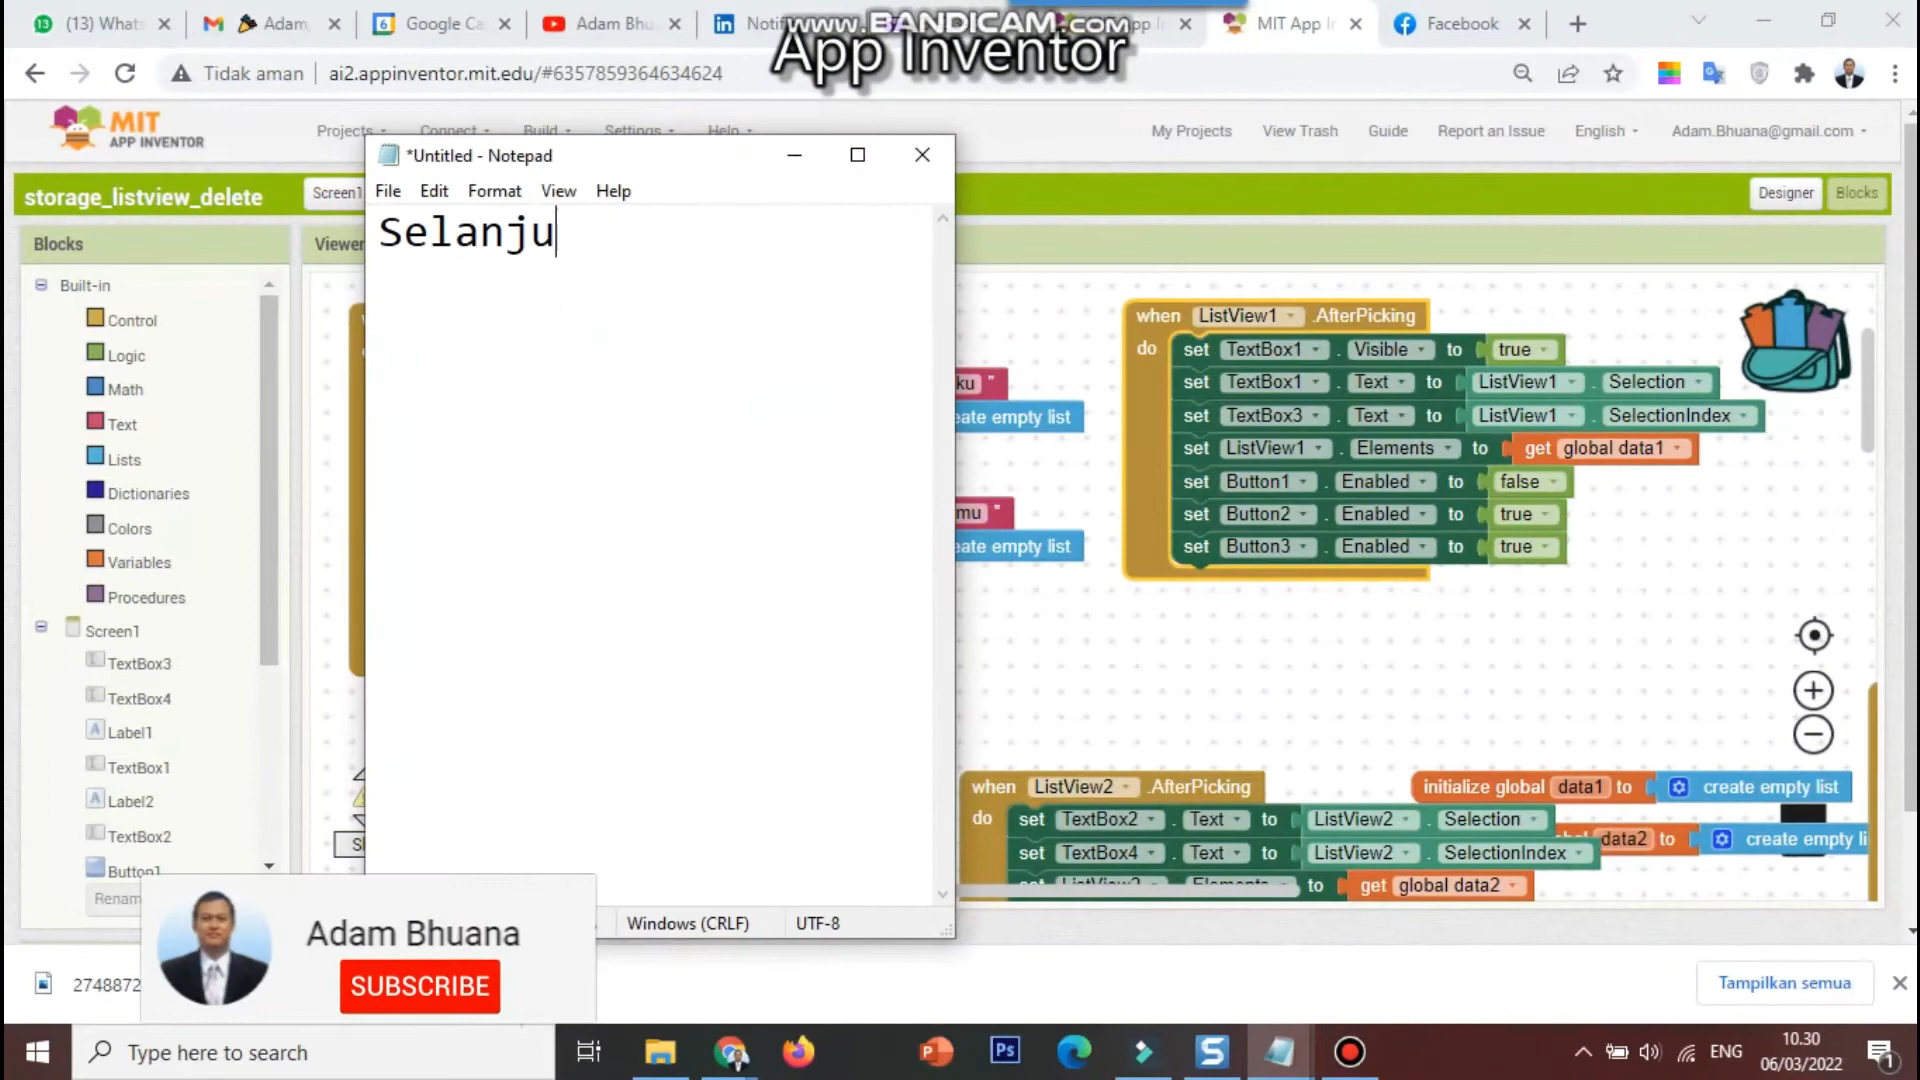 (13) Whats
Adam,
Google Ca
Adam Bhu
Notifi
MIT App In
Facebook
www.BANDICAM.com
App Inventor
Tidak aman
ai2.appinventor.mit.edu/#6357859364634624
MIT
APP INVENTOR
Projects
Connect
Build
Settings
Help
My Projects
View Trash
Guide
Report an Issue
English
Adam.Bhuana@gmail.com
storage_listview_delete
Screen1
Designer
Blocks
*Untitled - Notepad
File Edit Format View Help
Selanju
Windows (CRLF)
UTF-8
Blocks
Viewer
Built-in
Control
Logic
Math
Text
Lists
Dictionaries
Colors
Variables
Procedures
Screen1
TextBox3
TextBox4
Label1
TextBox1
Label2
TextBox2
Button1
Renam
ku "
eate empty list
mu "
eate empty list
when ListView1 .AfterPicking
do set TextBox1 . Visible to true
set TextBox1 . Text to ListView1 . Selection
set TextBox3 . Text to ListView1 . SelectionIndex
set ListView1 . Elements to get global data1
set Button1 . Enabled to false
set Button2 . Enabled to true
set Button3 . Enabled to true
when ListView2 .AfterPicking
do set TextBox2 . Text to ListView2 . Selection
set TextBox4 . Text to ListView2 . SelectionIndex
set ListView2 . Elements to get global data2
initialize global data1 to create empty list
data2 to create empty li
Adam Bhuana
SUBSCRIBE
2748872
Tampilkan semua
Type here to search
ENG
10.30
06/03/2022
1